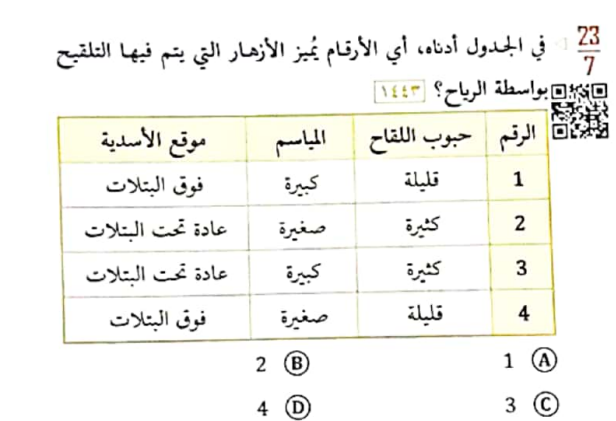 23
7
في الجدول أدناه، أي الأرقام يُميز الأزهار التي يتم فيها التلقيح
بواسطة الرياح؟ ١٤٤٣
الرقم حبوب اللقاح المياسم موقع الأسدية
1 قليلة كبيرة فوق البتلات
2 كثيرة صغيرة عادة تحت البتلات
3 كثيرة كبيرة عادة تحت البتلات
4 قليلة صغيرة فوق البتلات
A 1 B 2
C 3 D 4